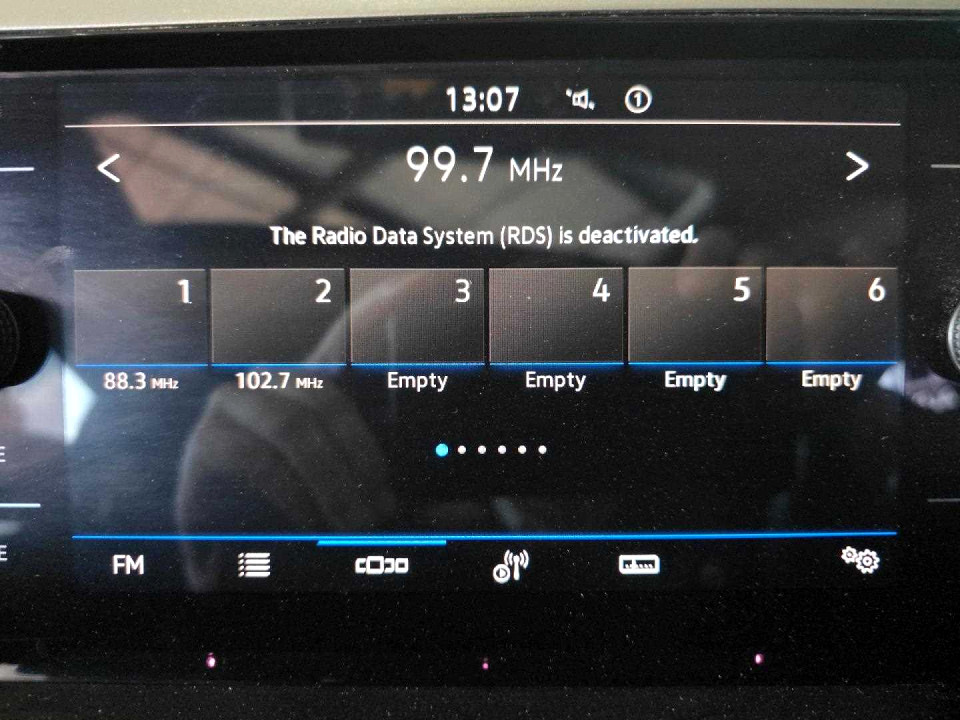 13:07 1
99.7 MHz
The Radio Data System (RDS) is deactivated.
1 2 3 4 5 6
88.3 MHz 102.7 MHz Empty Empty Empty Empty
E
FM
E